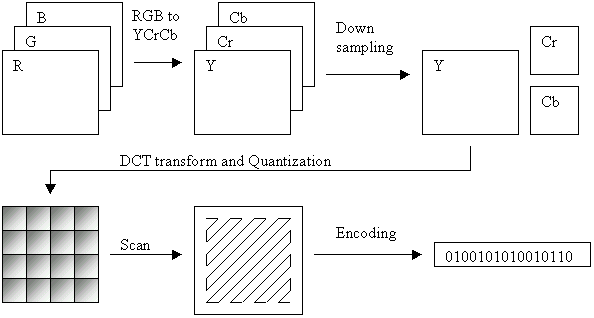 B
G
R
RGB to
YCrCb
Cb
Cr
Y
Down
sampling
Y
Cr
Cb
DCT transform and Quantization
Scan
Encoding
0100101010010110